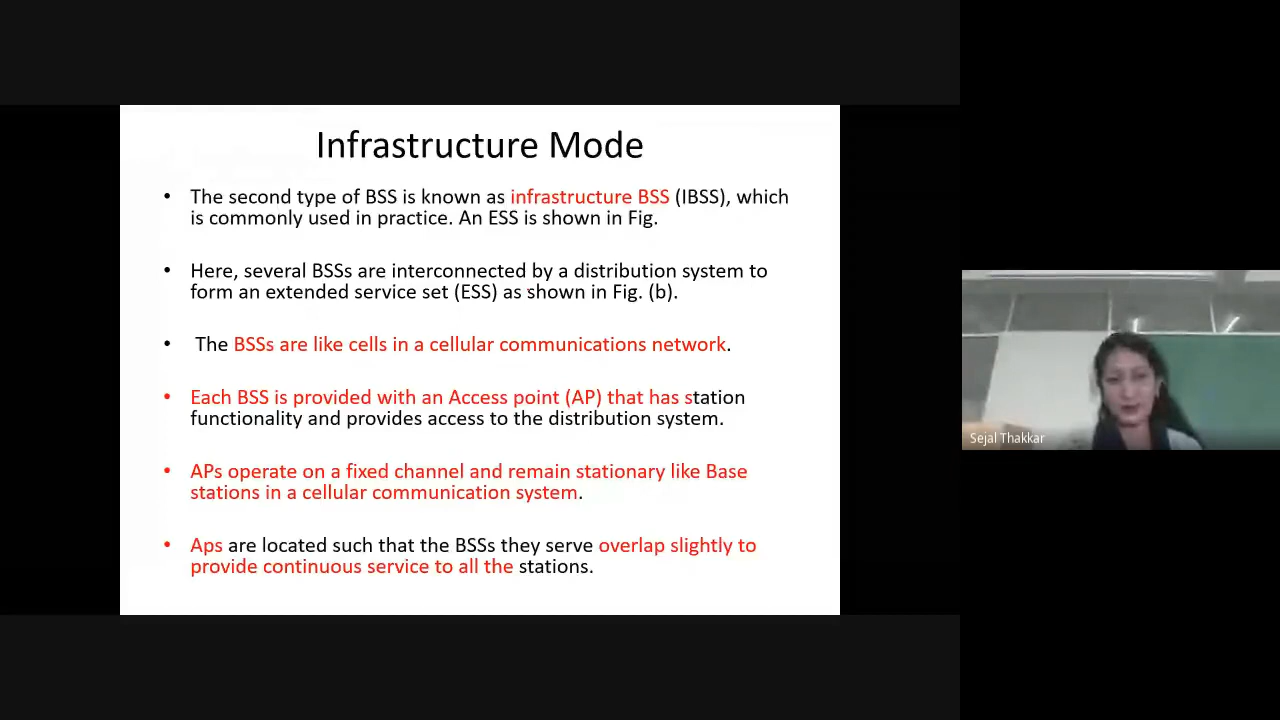 Infrastructure Mode
• The second type of BSS is known as infrastructure BSS (IBSS), which
is commonly used in practice. An ESS is shown in Fig.
• Here, several BSSs are interconnected by a distribution system to
form an extended service set (ESS) as shown in Fig. (b).
• The BSSs are like cells in a cellular communications network.
• Each BSS is provided with an Access point (AP) that has station
functionality and provides access to the distribution system.
• APs operate on a fixed channel and remain stationary like Base
stations in a cellular communication system.
• Aps are located such that the BSSs they serve overlap slightly to
provide continuous service to all the stations.
Sejal Thakkar